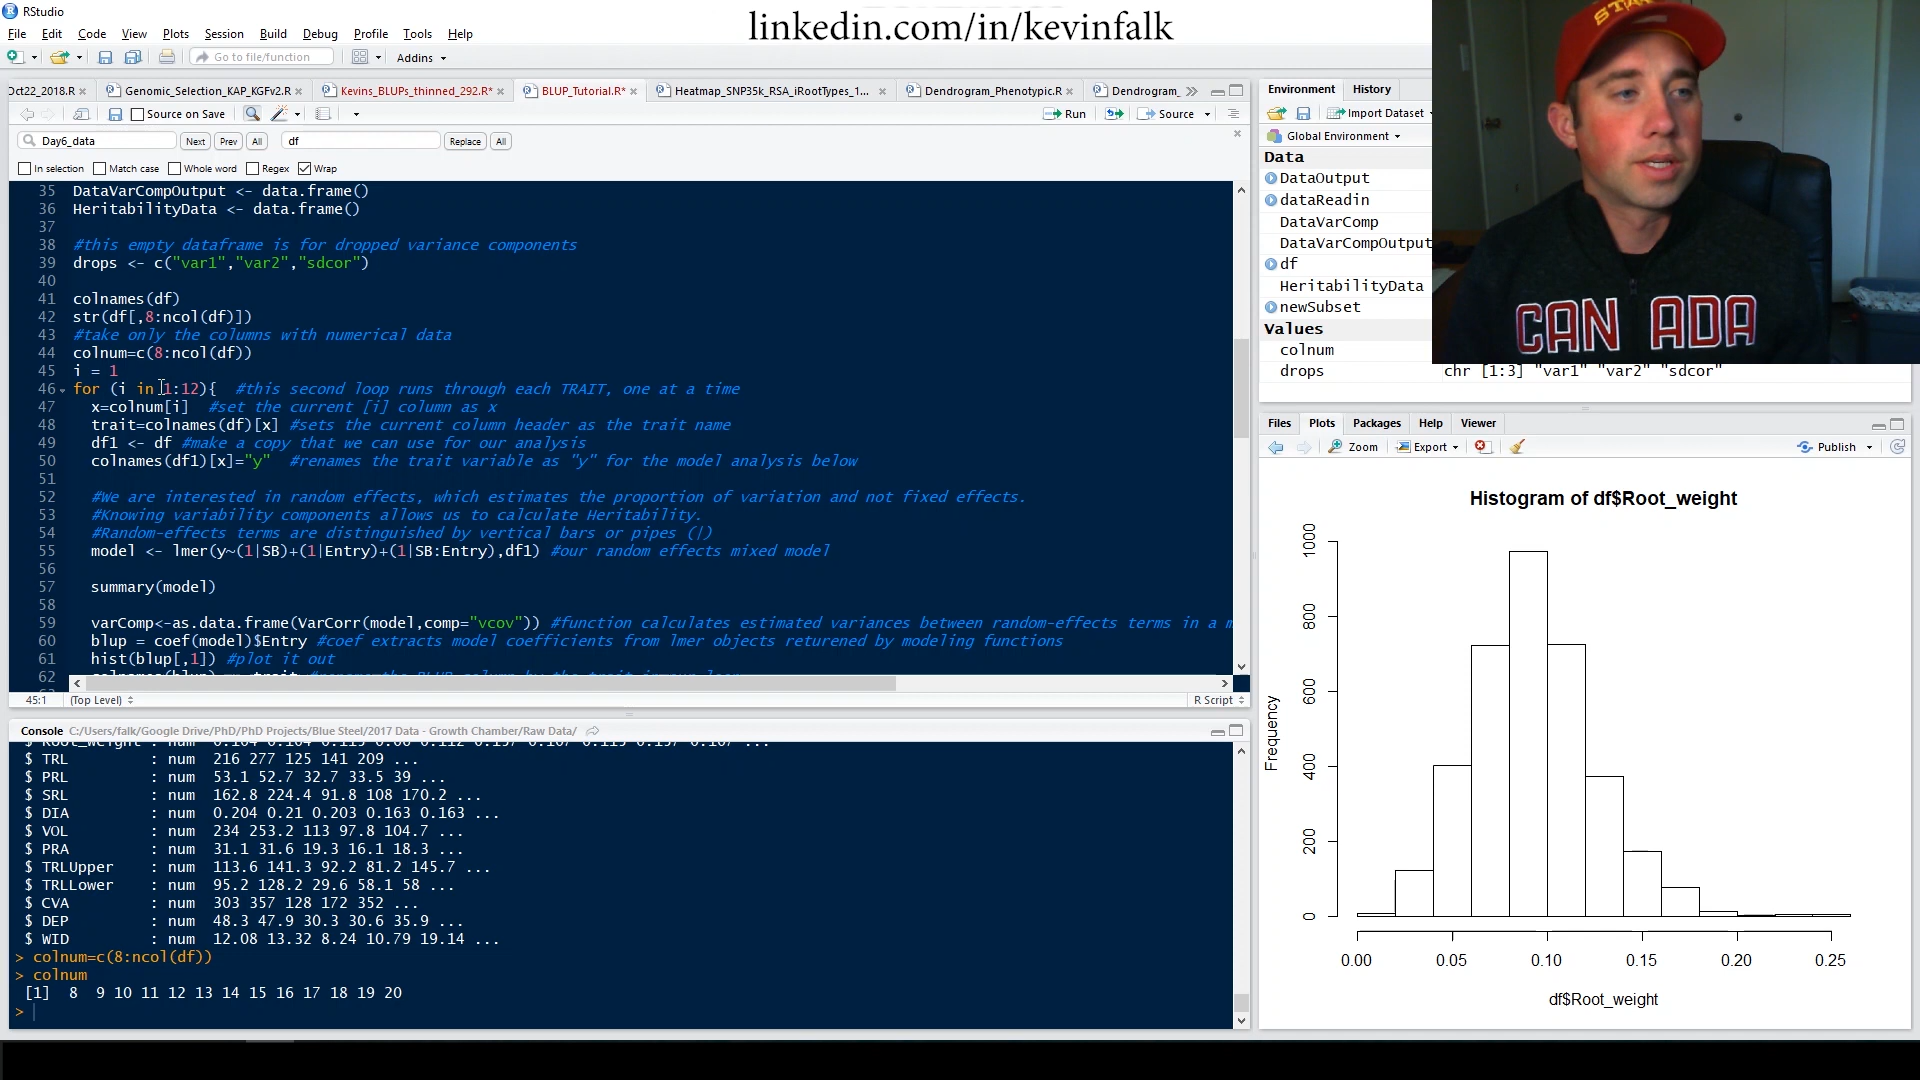 RStudio
linkedin.com/in/kevinfalk
File Edit Code View Plots Session Build Debug Profile Tools Help
Go to file/function Addins
Oct22_2018.R Genomic_Selection_KAP_KGFv2.R Kevins_BLUPs_thinned_292.R* BLUP_Tutorial.R* Heatmap_SNP35k_RSA_iRootTypes_1... Dendrogram_Phenotypic.R Dendrogram_
Source on Save Run Source
Day6_data Next Prev All df Replace All
In selection Match case Whole word Regex Wrap
35 DataVarCompOutput <- data.frame()
36 HeritabilityData <- data.frame()
37
38 #this empty dataframe is for dropped variance components
39 drops <- c("var1","var2","sdcor")
40
41 colnames(df)
42 str(df[,8:ncol(df)])
43 #take only the columns with numerical data
44 colnum=c(8:ncol(df))
45 i = 1
46 for (i in 1:12){ #this second loop runs through each TRAIT, one at a time
47 x=colnum[i] #set the current [i] column as x
48 trait=colnames(df)[x] #sets the current column header as the trait name
49 df1 <- df #make a copy that we can use for our analysis
50 colnames(df1)[x]="y" #renames the trait variable as "y" for the model analysis below
51
52 #We are interested in random effects, which estimates the proportion of variation and not fixed effects.
53 #Knowing variability components allows us to calculate Heritability.
54 #Random-effects terms are distinguished by vertical bars or pipes (|)
55 model <- lmer(y~(1|SB)+(1|Entry)+(1|SB:Entry),df1) #our random effects mixed model
56
57 summary(model)
58
59 varComp<-as.data.frame(VarCorr(model,comp="vcov")) #function calculates estimated variances between random-effects terms in a m
60 blup = coef(model)$Entry #coef extracts model coefficients from lmer objects returened by modeling functions
61 hist(blup[,1]) #plot it out
62
45:1 (Top Level) R Script
Console C:/Users/falk/Google Drive/PhD/PhD Projects/Blue Steel/2017 Data - Growth Chamber/Raw Data/
$ TRL : num 216 277 125 141 209 ...
$ PRL : num 53.1 52.7 32.7 33.5 39 ...
$ SRL : num 162.8 224.4 91.8 108 170.2 ...
$ DIA : num 0.204 0.21 0.203 0.163 0.163 ...
$ VOL : num 234 253.2 113 97.8 104.7 ...
$ PRA : num 31.1 31.6 19.3 16.1 18.3 ...
$ TRLUpper : num 113.6 141.3 92.2 81.2 145.7 ...
$ TRLLower : num 95.2 128.2 29.6 58.1 58 ...
$ CVA : num 303 357 128 172 352 ...
$ DEP : num 48.3 47.9 30.3 30.6 35.9 ...
$ WID : num 12.08 13.32 8.24 10.79 19.14 ...
> colnum=c(8:ncol(df))
> colnum
[1] 8 9 10 11 12 13 14 15 16 17 18 19 20
>
Environment History
Import Dataset
Global Environment
Data
DataOutput
dataReadin
DataVarComp
DataVarCompOutput
df
HeritabilityData
newSubset
Values
colnum
drops chr [1:3] "var1" "var2" "sdcor"
CAN ADA
Files Plots Packages Help Viewer
Zoom Export Publish
Histogram of df$Root_weight
Frequency
1000
800
600
400
200
0
0.00 0.05 0.10 0.15 0.20 0.25
df$Root_weight